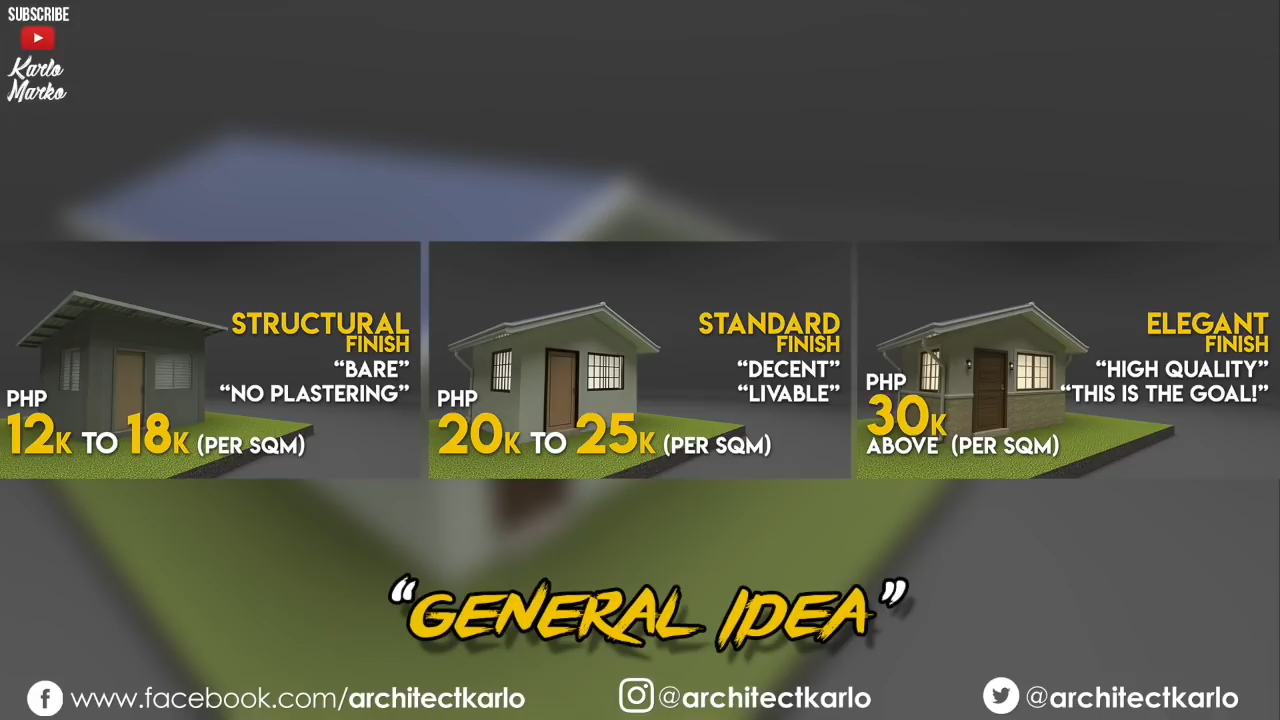 SUBSCRIBE
Karlo
Marko
STRUCTURAL
FINISH
“BARE”
“NO PLASTERING”
PHP
12K TO 18K (PER SQM)
STANDARD
FINISH
“DECENT”
“LIVABLE”
PHP
20K TO 25K (PER SQM)
ELEGANT
FINISH
“HIGH QUALITY”
“THIS IS THE GOAL!”
PHP
30K
ABOVE (PER SQM)
“GENERAL IDEA”
www.facebook.com/architectkarlo
@architectkarlo
@architectkarlo